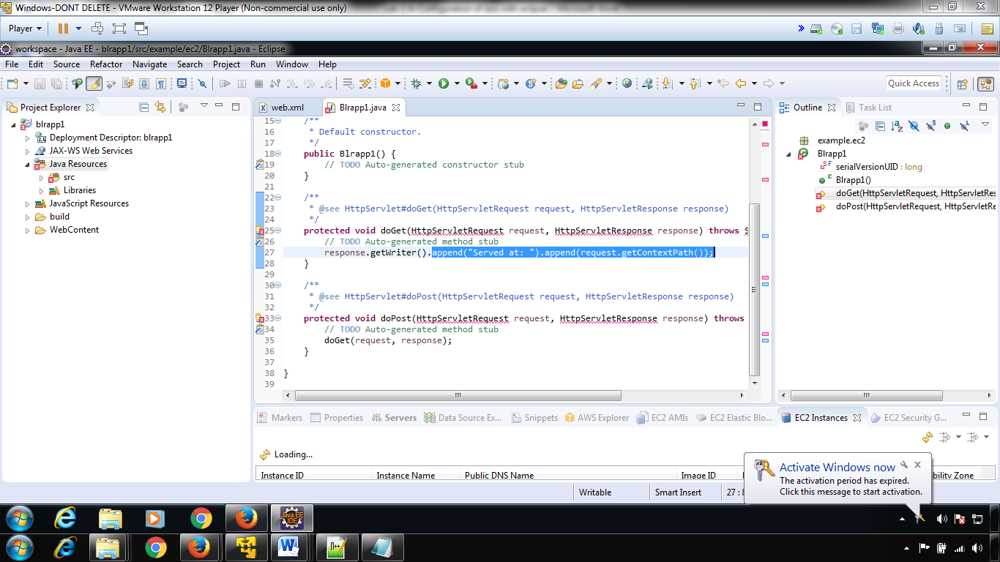 Windows-DONT DELETE - VMware Workstation 12 Player (Non-commercial use only)
Player
workspace - Java EE - blrapp1/src/example/ec2/Blrapp1.java - Eclipse
File Edit Source Refactor Navigate Search Project Run Window Help
Quick Access
Project Explorer
blrapp1
Deployment Descriptor: blrapp1
JAX-WS Web Services
Java Resources
src
Libraries
JavaScript Resources
build
WebContent
web.xml
Blrapp1.java
15 /**
16 * Default constructor.
17 */
18 public Blrapp1() {
19 // TODO Auto-generated constructor stub
20 }
21
22 /**
23 * @see HttpServlet#doGet(HttpServletRequest request, HttpServletResponse response)
24 */
25 protected void doGet(HttpServletRequest request, HttpServletResponse response) throws S
26 // TODO Auto-generated method stub
27 response.getWriter().append("Served at: ").append(request.getContextPath());
28 }
29
30 /**
31 * @see HttpServlet#doPost(HttpServletRequest request, HttpServletResponse response)
32 */
33 protected void doPost(HttpServletRequest request, HttpServletResponse response) throws
34 // TODO Auto-generated method stub
35 doGet(request, response);
36 }
37
38 }
39
Outline
Task List
example.ec2
Blrapp1
serialVersionUID : long
Blrapp1()
doGet(HttpServletRequest, HttpServletRes
doPost(HttpServletRequest, HttpServletRe
Markers Properties Servers Data Source Ex... Snippets AWS Explorer EC2 AMIs EC2 Elastic Blo... EC2 Instances EC2 Security G...
Loading...
Instance ID Instance Name Public DNS Name Image ID bility Zone
Activate Windows now
The activation period has expired.
Click this message to start activation.
Writable Smart Insert 27 : 8
Java EE
IDE